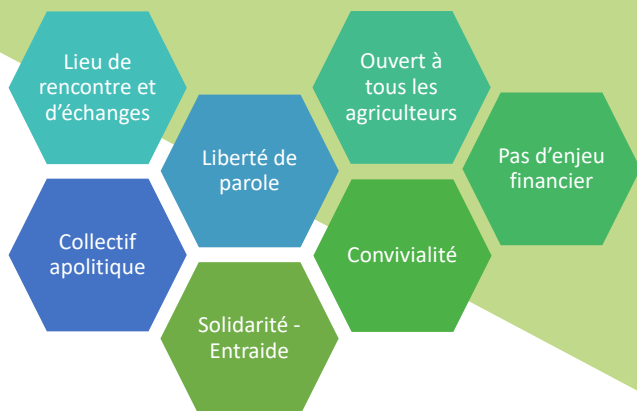 Lieu de
rencontre et
d'échanges
Liberté de
parole
Ouvert à
tous les
agriculteurs
Pas d’enjeu
financier
Collectif
apolitique
Convivialité
Solidarité -
Entraide